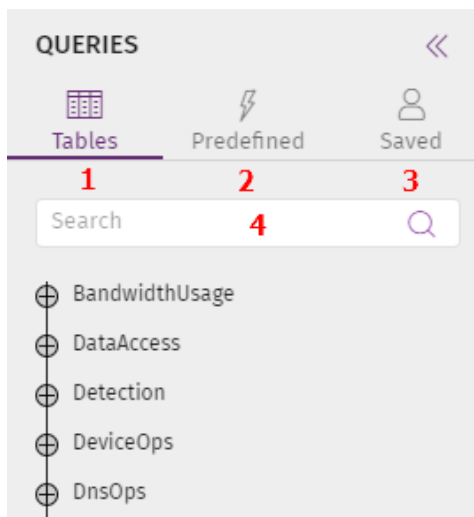 QUERIES
Tables Predefined Saved
1 2 3
Search 4
BandwidthUsage
DataAccess
Detection
DeviceOps
DnsOps